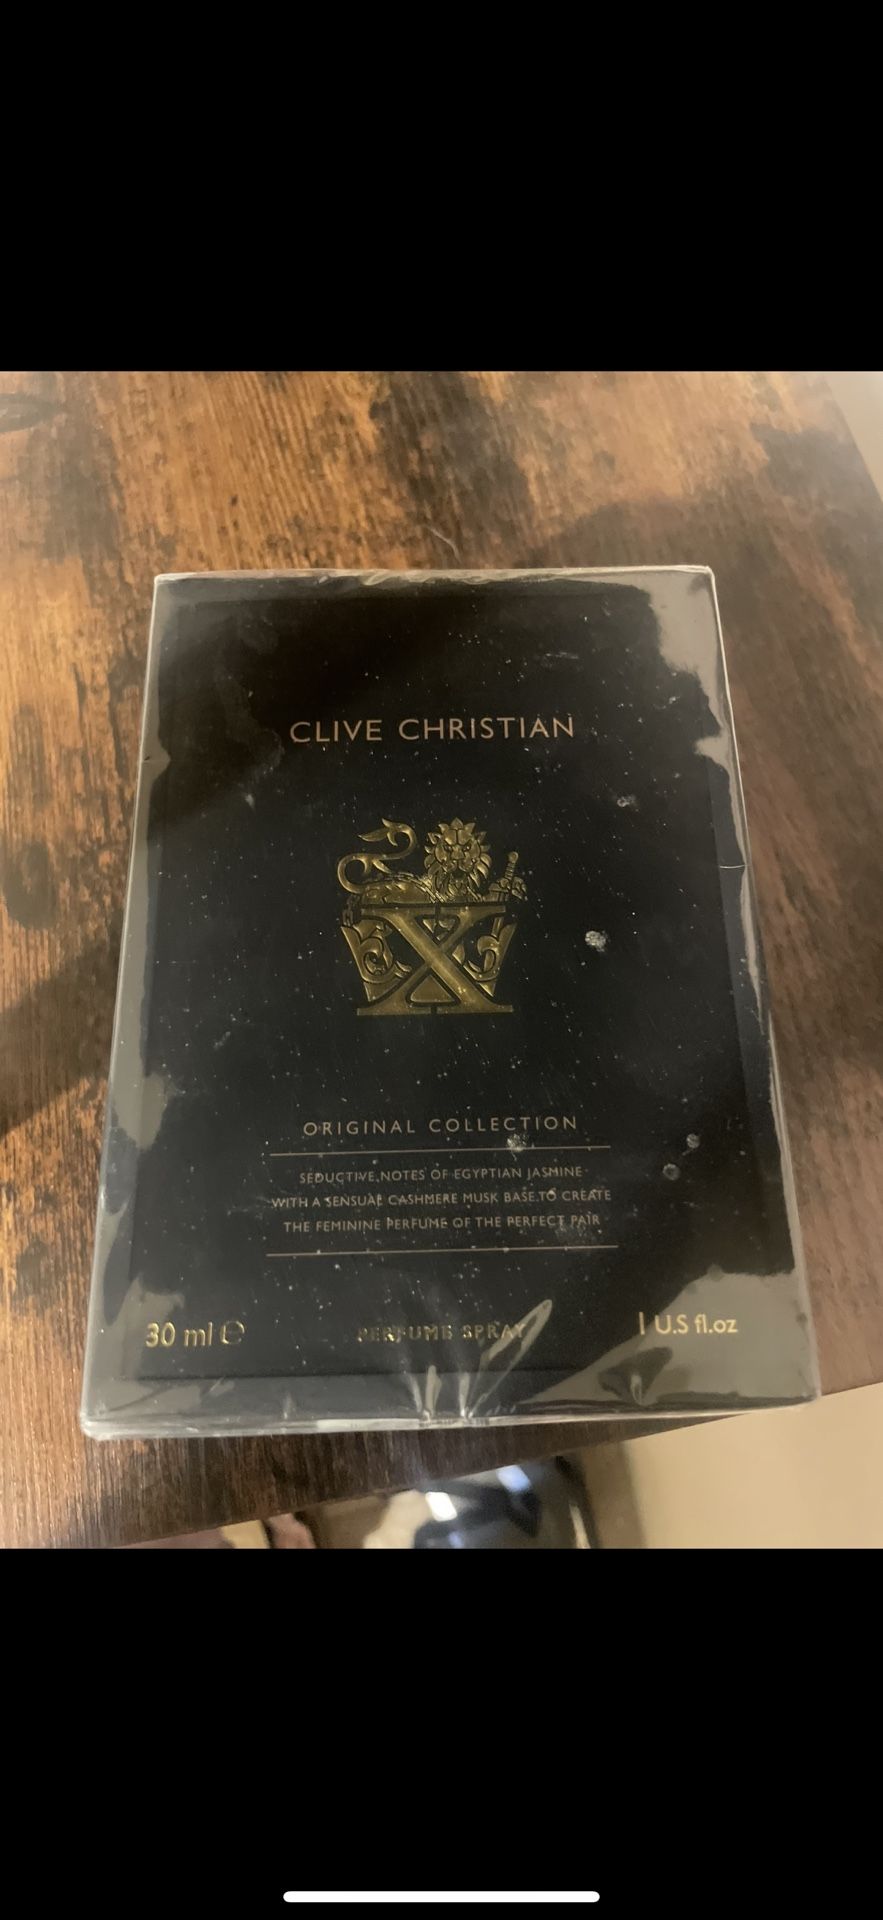 CLIVE CHRISTIAN
X
ORIGINAL COLLECTION
SEDUCTIVE NOTES OF EGYPTIAN JASMINE
WITH A SENSUAL CASHMERE MUSK BASE TO CREATE
THE FEMININE PERFUME OF THE PERFECT PAIR
30 ml ℮ PERFUME SPRAY 1 U.S fl.oz